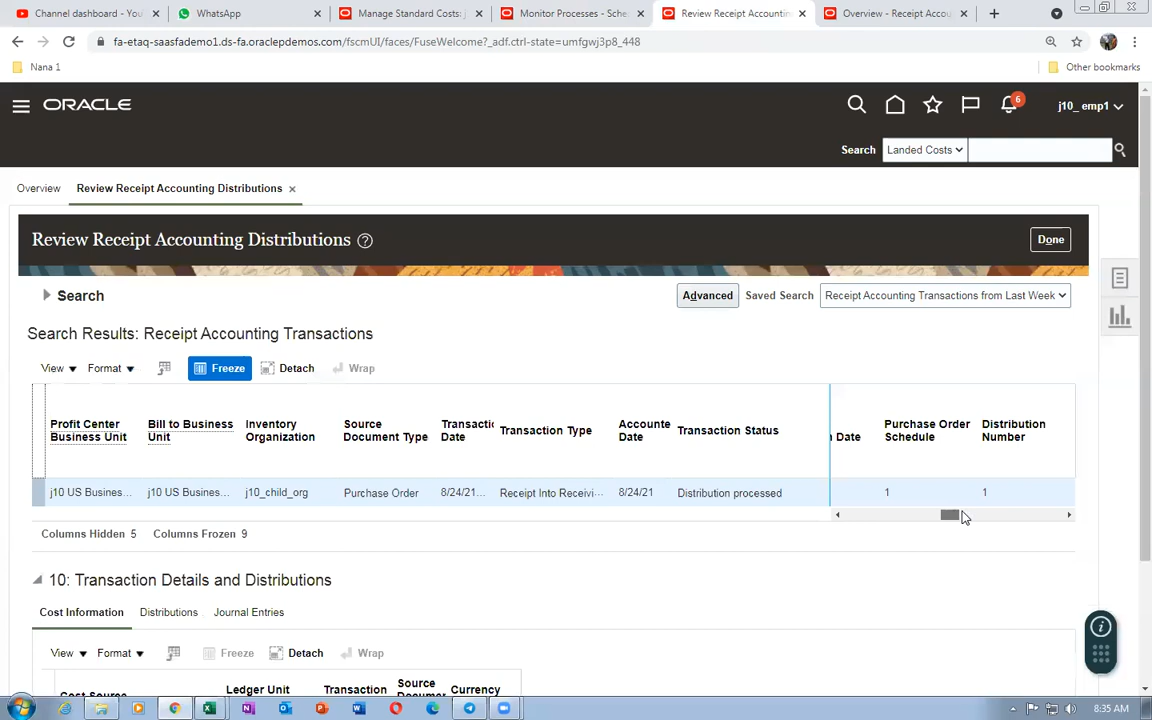 Channel dashboard - You
WhatsApp
Manage Standard Costs: j
Monitor Processes - Sche
Review Receipt Accountin
Overview - Receipt Accou
fa-etaq-saasfademo1.ds-fa.oraclepdemos.com/fscmUI/faces/FuseWelcome?_adf.ctrl-state=umfgwj3p8_448
Nana 1
Other bookmarks
ORACLE
6
j10_ emp1
Search
Landed Costs
Overview
Review Receipt Accounting Distributions
Review Receipt Accounting Distributions
Done
Search
Advanced
Saved Search
Receipt Accounting Transactions from Last Week
Search Results: Receipt Accounting Transactions
View Format Freeze Detach Wrap
Profit Center Business Unit
Bill to Business Unit
Inventory Organization
Source Document Type
Transactic Date
Transaction Type
Accounte Date
Transaction Status
Date
Purchase Order Schedule
Distribution Number
j10 US Busines... j10 US Busines... j10_child_org Purchase Order 8/24/21... Receipt Into Receivi... 8/24/21 Distribution processed 1 1
Columns Hidden 5 Columns Frozen 9
10: Transaction Details and Distributions
Cost Information Distributions Journal Entries
View Format Freeze Detach Wrap
Cost Source
Ledger Unit
Transaction
Source
Currency
8:35 AM